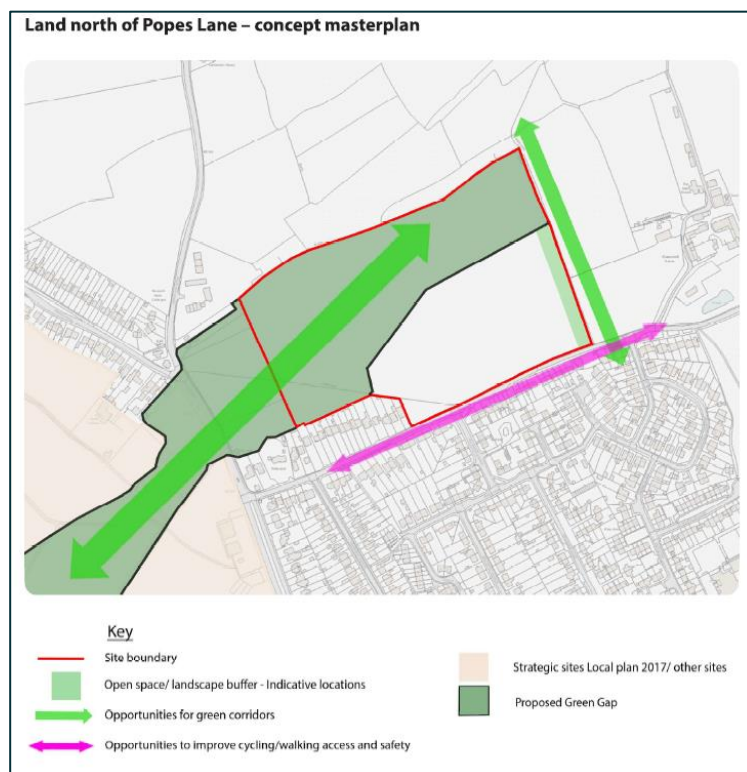 Land north of Popes Lane – concept masterplan
Key
Site boundary
Open space/ landscape buffer - Indicative locations
Opportunities for green corridors
Opportunities to improve cycling/walking access and safety
Strategic sites Local plan 2017/ other sites
Proposed Green Gap